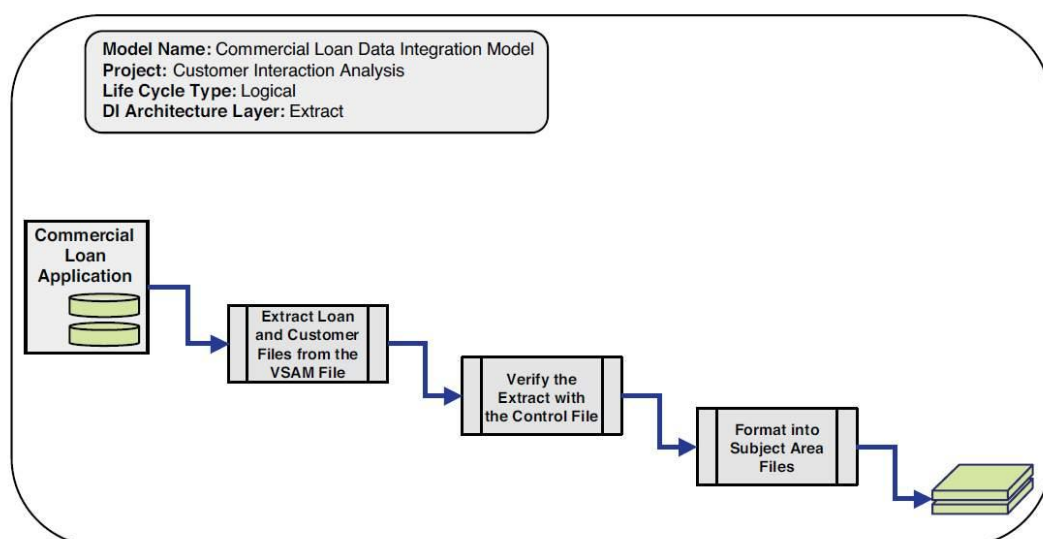 Model Name: Commercial Loan Data Integration Model
Project: Customer Interaction Analysis
Life Cycle Type: Logical
DI Architecture Layer: Extract
Commercial
Loan
Application
Extract Loan
and Customer
Files from the
VSAM File
Verify the
Extract with
the Control File
Format into
Subject Area
Files